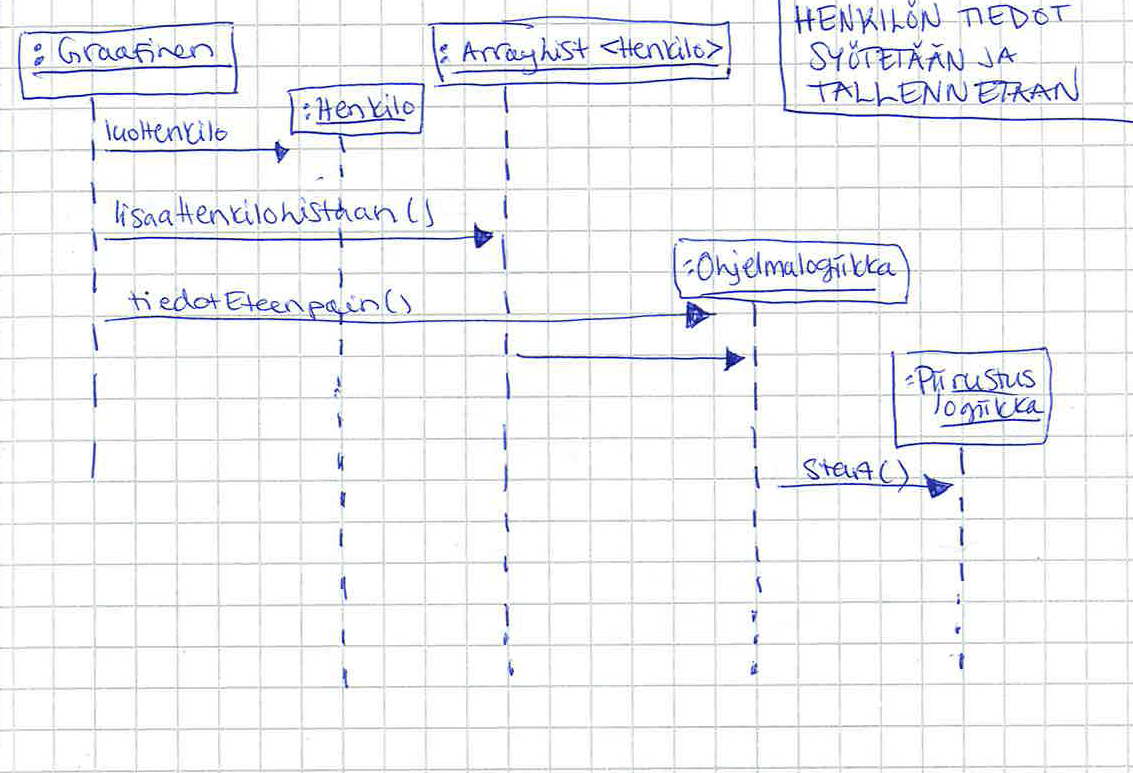 HENKILÖN TIEDOT
SYÖTETÄÄN JA
TALLENNETAAN
: Graafinen
: ArrayList <Henkilo>
:Henkilo
luoHenkilo
lisaaHenkiloListaan()
:Ohjelmalogiikka
tiedotEteenpain()
:Piirustus
logiikka
Start()